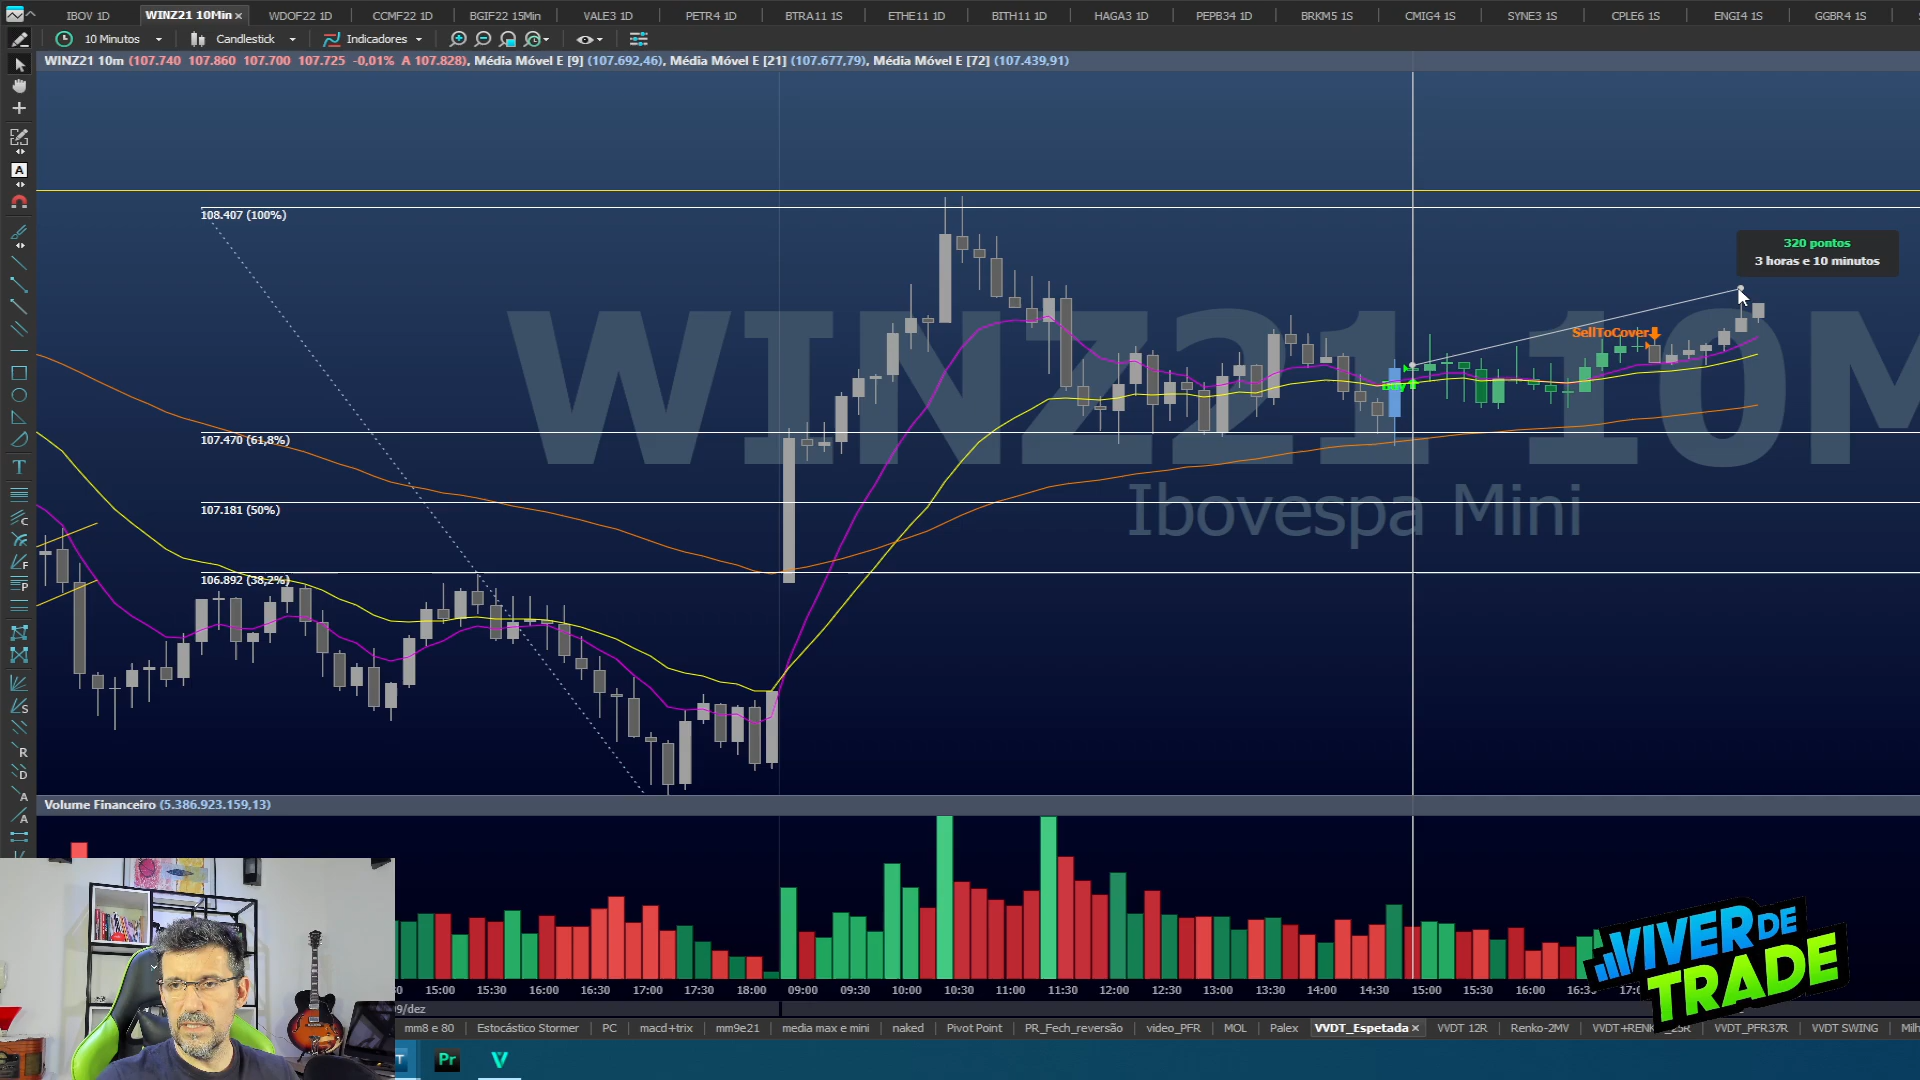 IBOV 1D
WINZ21 10Min
WDOF22 1D
CCMF22 1D
BGIF22 15Min
VALE3 1D
PETR4 1D
BTRA11 1S
ETHE11 1D
BITH11 1D
HAGA3 1D
PEPB34 1D
BRKM5 1S
CMIG4 1S
SYNE3 1S
CPLE6 1S
ENGI4 1S
GGBR4 1S
10 Minutos
Candlestick
Indicadores
WINZ21 10m (107.740 107.860 107.700 107.725 -0,01% A 107.828), Média Móvel E [9] (107.692,46), Média Móvel E [21] (107.677,79), Média Móvel E [72] (107.439,91)
108.407 (100%)
320 pontos
3 horas e 10 minutos
SellToCover
Buy
WINZ21 10M
107.470 (61,8%)
107.181 (50%)
Ibovespa Mini
106.892 (38,2%)
Volume Financeiro (5.386.923.159,13)
VIVER DE
TRADE
15:00 15:30 16:00 16:30 17:00 17:30 18:00 09:00 09:30 10:00 10:30 11:00 11:30 12:00 12:30 13:00 13:30 14:00 14:30 15:00 15:30 16:00
mm8 e 80
Estocástico Stormer
PC
macd+trix
mm9e21
media max e mini
naked
Pivot Point
PR_Fech_reversão
video_PFR
MOL
Palex
VVDT_Espetada
VVDT 12R
Renko-2MV
VVDT_PFR37R
VVDT SWING
Pr
V